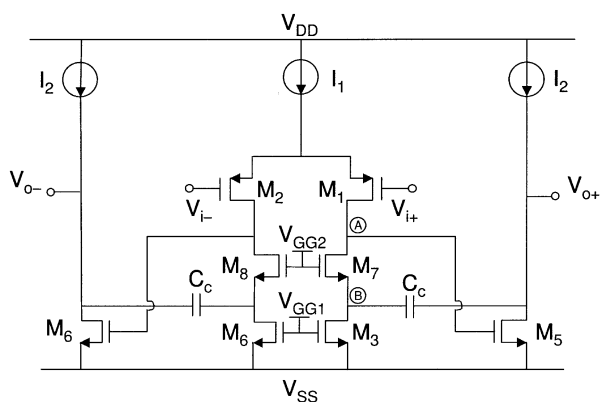 V_DD
I_2 I_1 I_2
V_o- M_2 M_1 V_o+
V_i- V_i+
A
V_GG2
M_8 M_7
C_c V_GG1 B C_c
M_6 M_6 M_3 M_5
V_SS